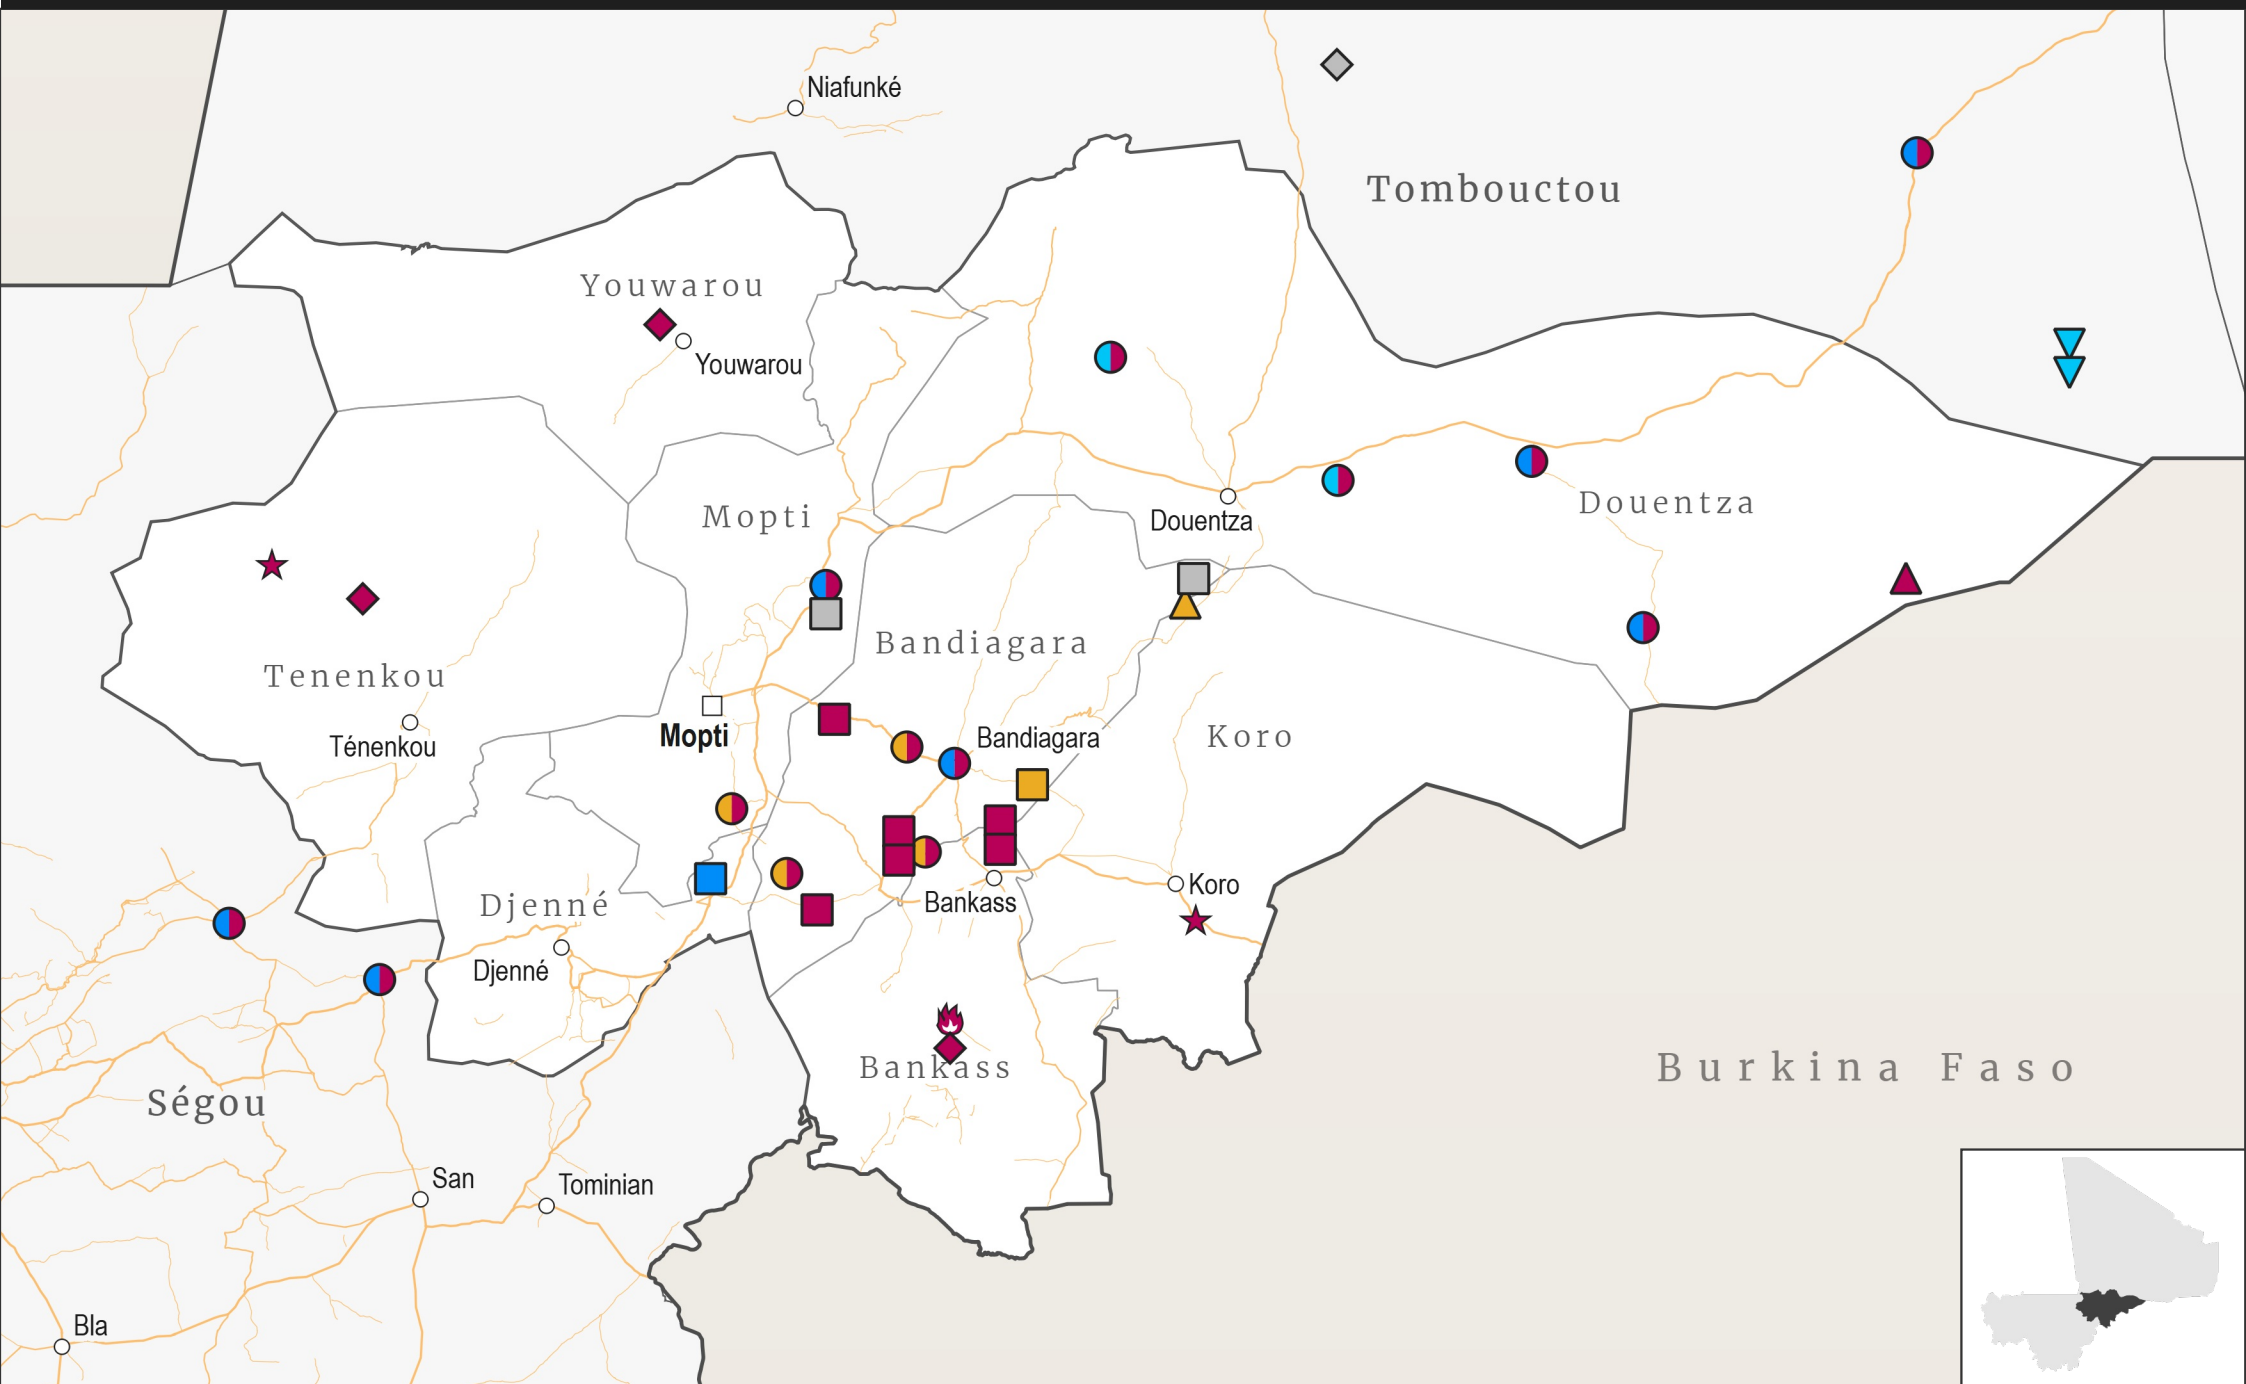 Niafunké
Tombouctou
Youwarou
Youwarou
Mopti
Douentza
Douentza
Bandiagara
Tenenkou
Mopti
Ténenkou
Bandiagara
Koro
Koro
Djenné
Bankass
Djenné
Bankass
Burkina Faso
Ségou
San
Tominian
Bla